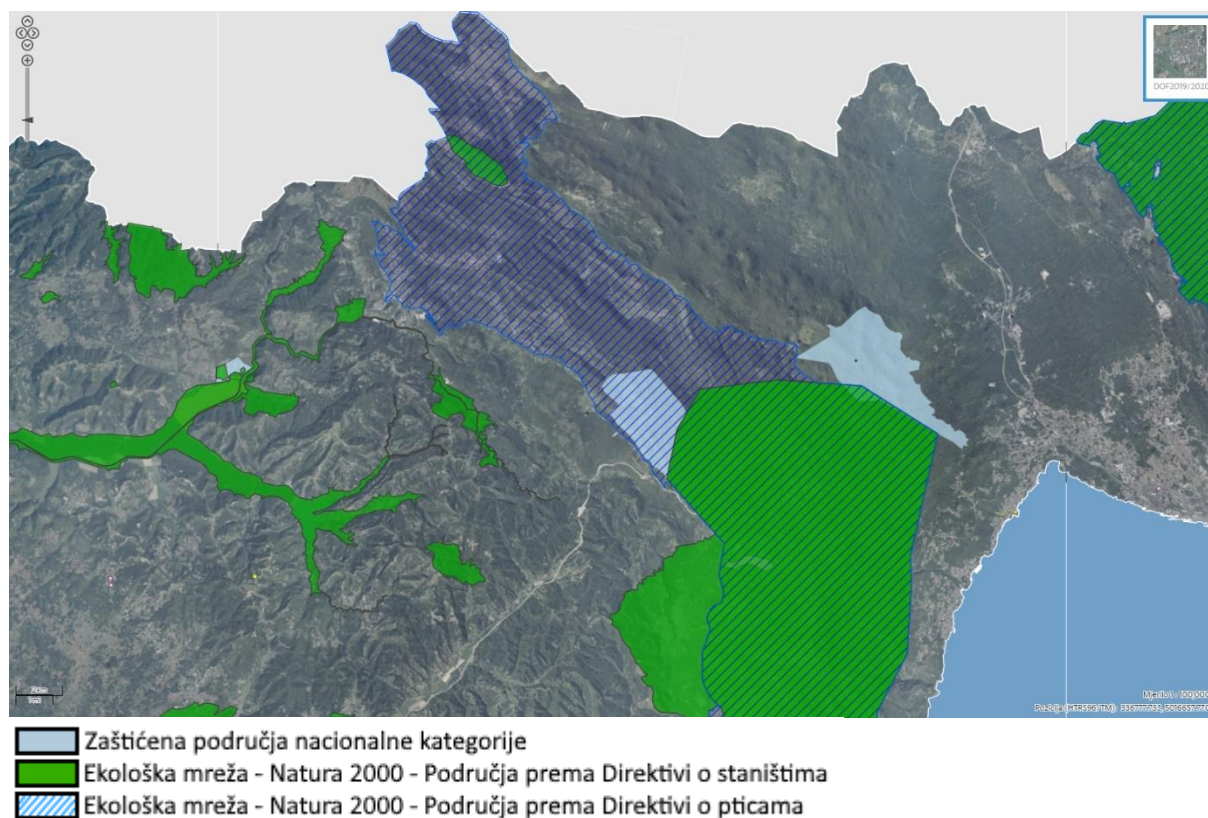 DOF2019/2020
1mi
Zaštićena područja nacionalne kategorije
Ekološka mreža - Natura 2000 - Područja prema Direktivi o staništima
Ekološka mreža - Natura 2000 - Područja prema Direktivi o pticama